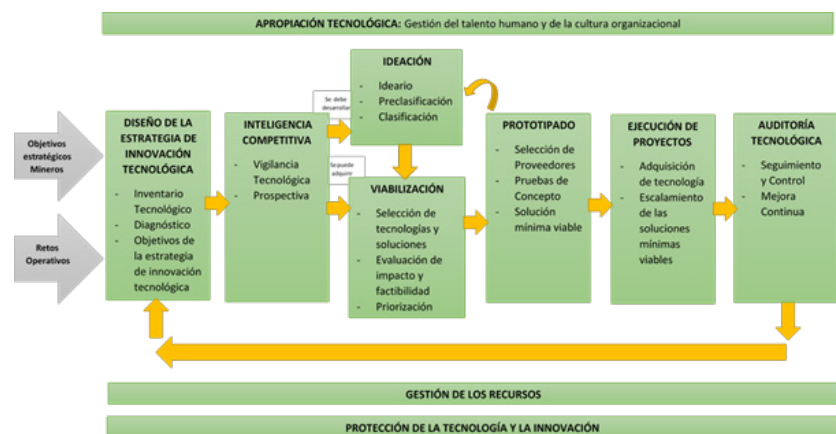 APROPIACIÓN TECNOLÓGICA: Gestión del talento humano y de la cultura organizacional
Objetivos
estratégicos
Mineros
Retos
Operativos
DISEÑO DE LA
ESTRATEGIA DE
INNOVACIÓN
TECNOLÓGICA
- Inventario
Tecnológico
- Diagnóstico
- Objetivos de
la estrategia
de innovación
tecnológica
INTELIGENCIA
COMPETITIVA
- Vigilancia
Tecnológica
- Prospectiva
Se debe
desarrollar
Se puede
adquirir
IDEACIÓN
- Ideario
- Preclasificación
- Clasificación
VIABILIZACIÓN
- Selección de
tecnologías y
soluciones
- Evaluación de
impacto y
factibilidad
- Priorización
PROTOTIPADO
- Selección de
Proveedores
- Pruebas de
Concepto
- Solución
mínima viable
EJECUCIÓN DE
PROYECTOS
- Adquisición
de tecnología
- Escalamiento
de las
soluciones
mínimas
viables
AUDITORÍA
TECNOLÓGICA
- Seguimiento
y Control
- Mejora
Continua
GESTIÓN DE LOS RECURSOS
PROTECCIÓN DE LA TECNOLOGÍA Y LA INNOVACIÓN